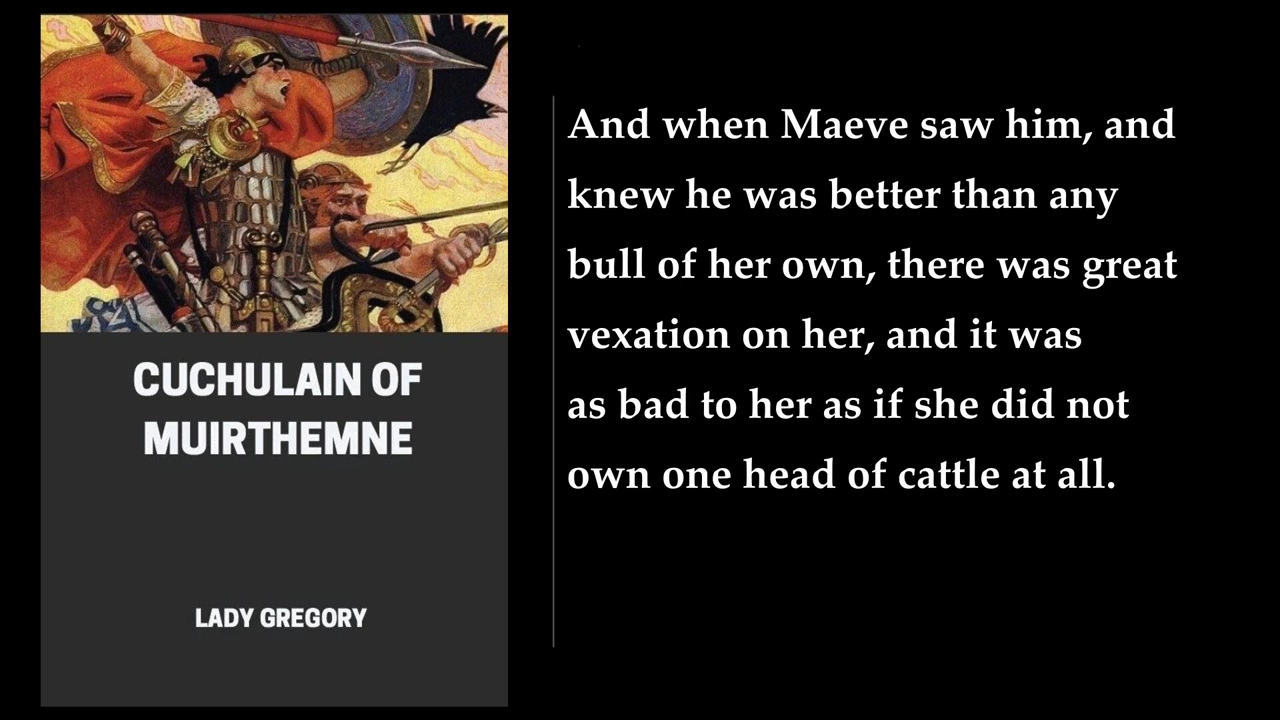 CUCHULAIN OF
MUIRTHEMNE
LADY GREGORY
And when Maeve saw him, and
knew he was better than any
bull of her own, there was great
vexation on her, and it was
as bad to her as if she did not
own one head of cattle at all.